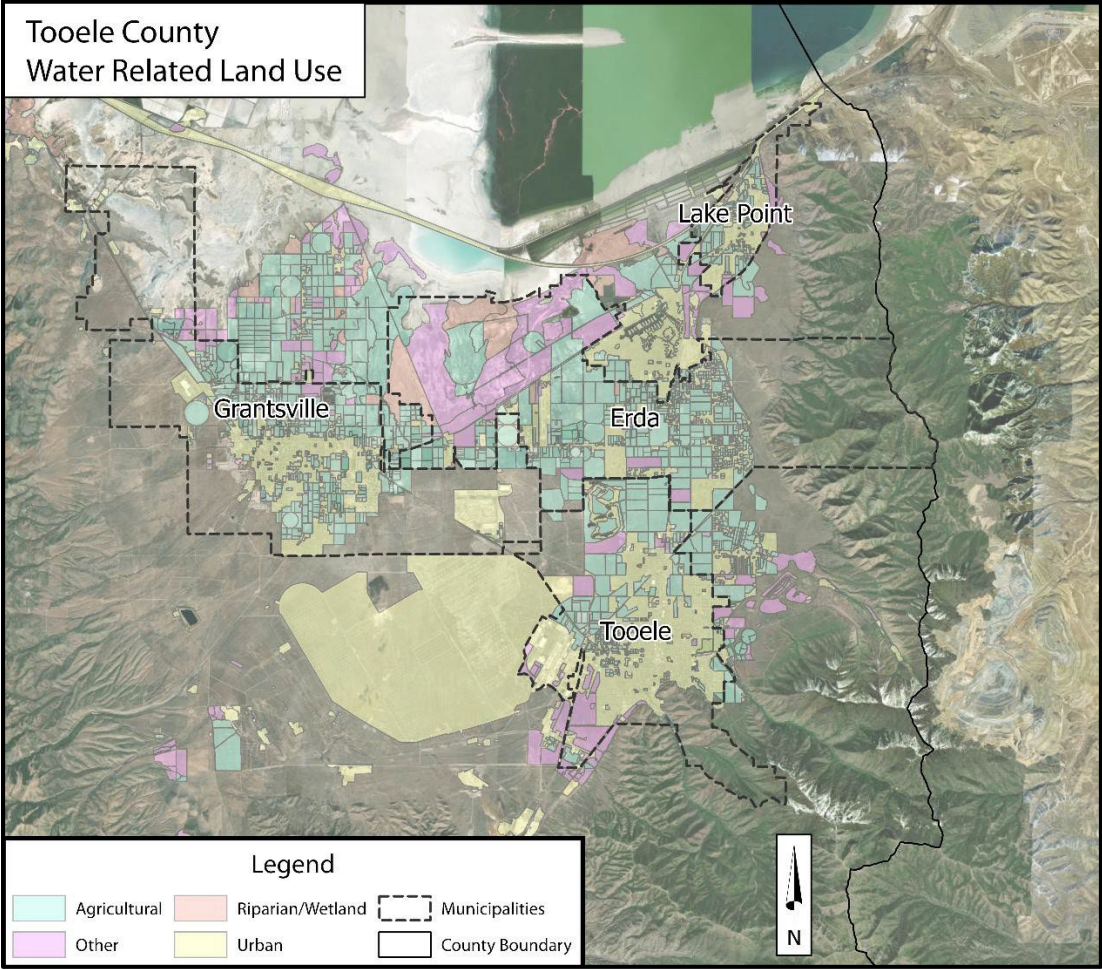 Tooele County
Water Related Land Use
Lake Point
Grantsville
Erda
Tooele
Legend
Agricultural
Riparian/Wetland
Municipalities
Other
Urban
County Boundary
N